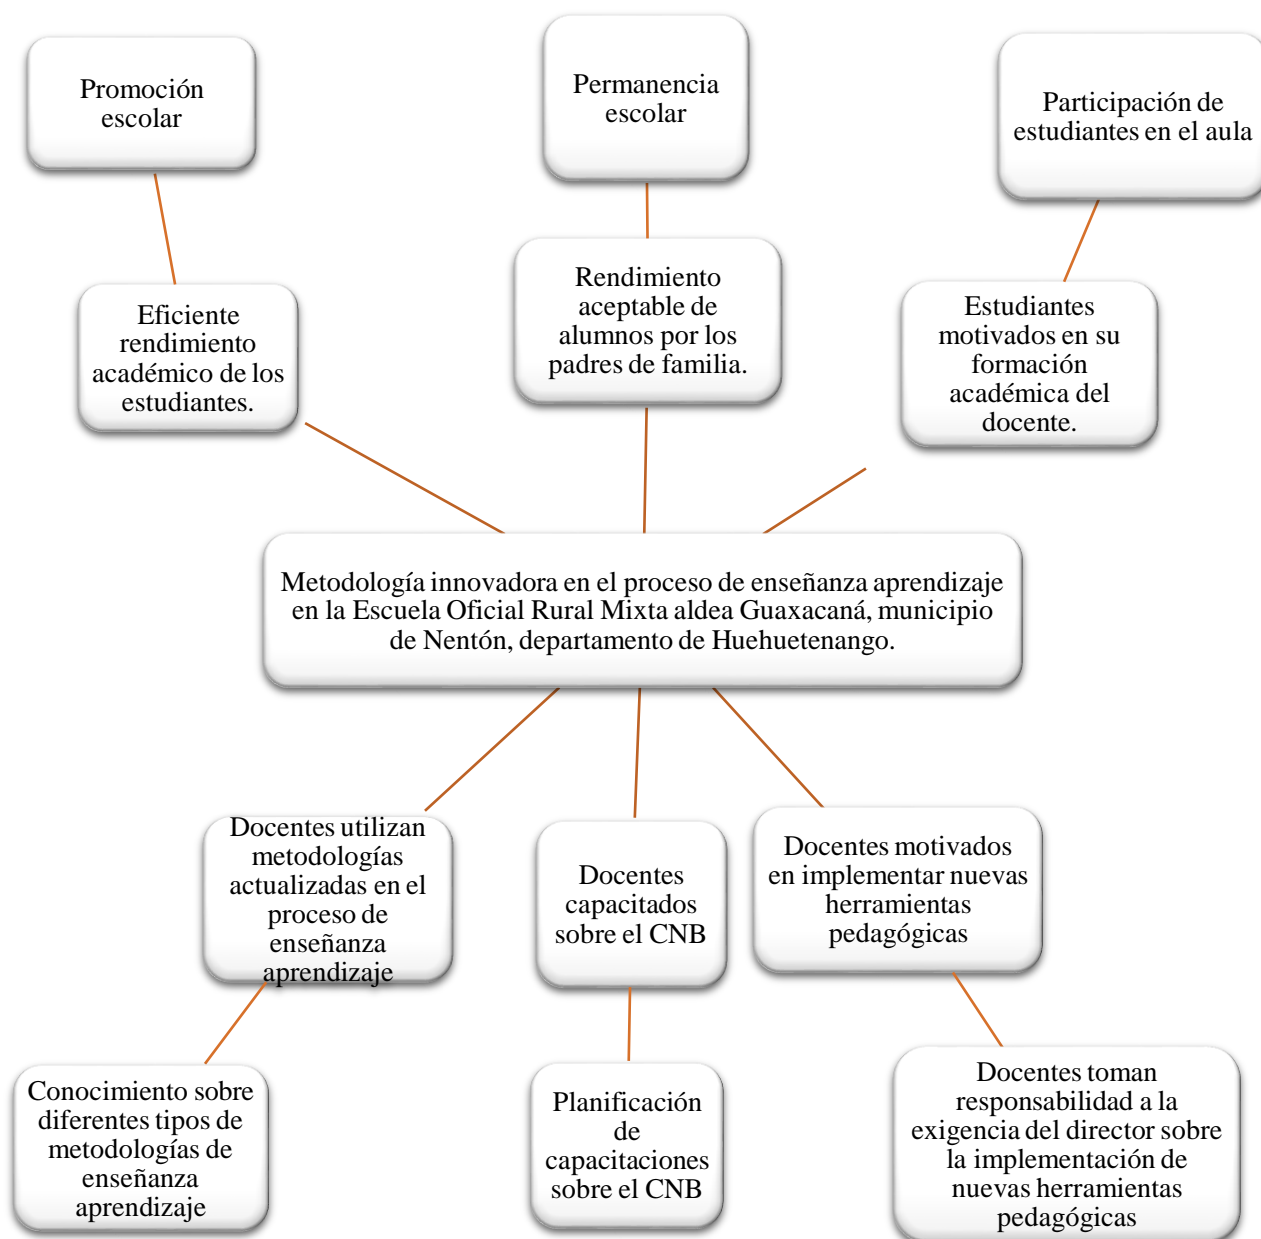 Promoción
escolar
Permanencia
escolar
Participación de
estudiantes en el aula
Eficiente
rendimiento
académico de los
estudiantes.
Rendimiento
aceptable de
alumnos por los
padres de familia.
Estudiantes
motivados en su
formación
académica del
docente.
Metodología innovadora en el proceso de enseñanza aprendizaje
en la Escuela Oficial Rural Mixta aldea Guaxacaná, municipio
de Nentón, departamento de Huehuetenango.
Docentes utilizan
metodologías
actualizadas en el
proceso de
enseñanza
aprendizaje
Docentes
capacitados
sobre el CNB
Docentes motivados
en implementar nuevas
herramientas
pedagógicas
Conocimiento sobre
diferentes tipos de
metodologías de
enseñanza
aprendizaje
Planificación
de
capacitaciones
sobre el CNB
Docentes toman
responsabilidad a la
exigencia del director sobre
la implementación de
nuevas herramientas
pedagógicas